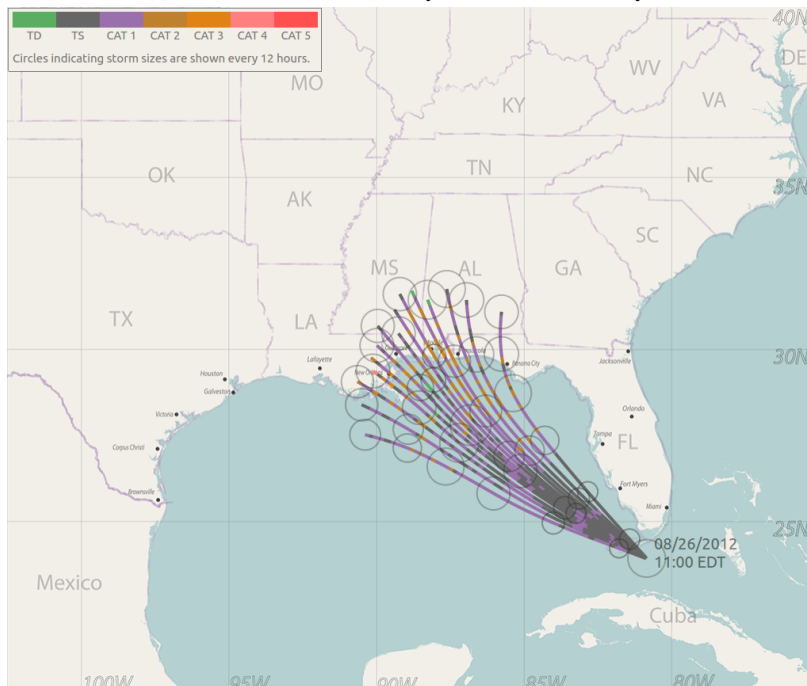 TD TS CAT 1 CAT 2 CAT 3 CAT 4 CAT 5
Circles indicating storm sizes are shown every 12 hours.
40N
DE
WV
MO
VA
KY
TN
OK
NC
35N
AK
SC
MS
AL
GA
TX
LA
30N
Lafayette
Houston
Galveston
New Orleans
Pensacola
Panama City
Jacksonville
Victoria
Orlando
Tampa
FL
Corpus Christi
Fort Myers
Brownsville
Miami
25N
08/26/2012
11:00 EDT
Mexico
Cuba
100W
95W
90W
85W
80W